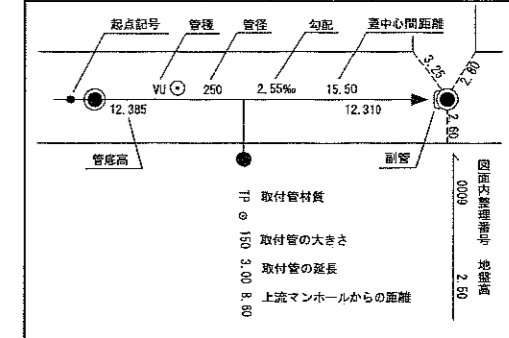 起点記号 管種 管径 勾配 蓋中心間距離
VU 250 2,55‰ 15.50
12.385 12.310
3.25 2.60
2.60
管底高 副管
TP 取付管材質
150 取付管の大きさ
3.00 取付管の延長
8.60 上流マンホールからの距離
図面内整理番号 地盤高
0009 2.50